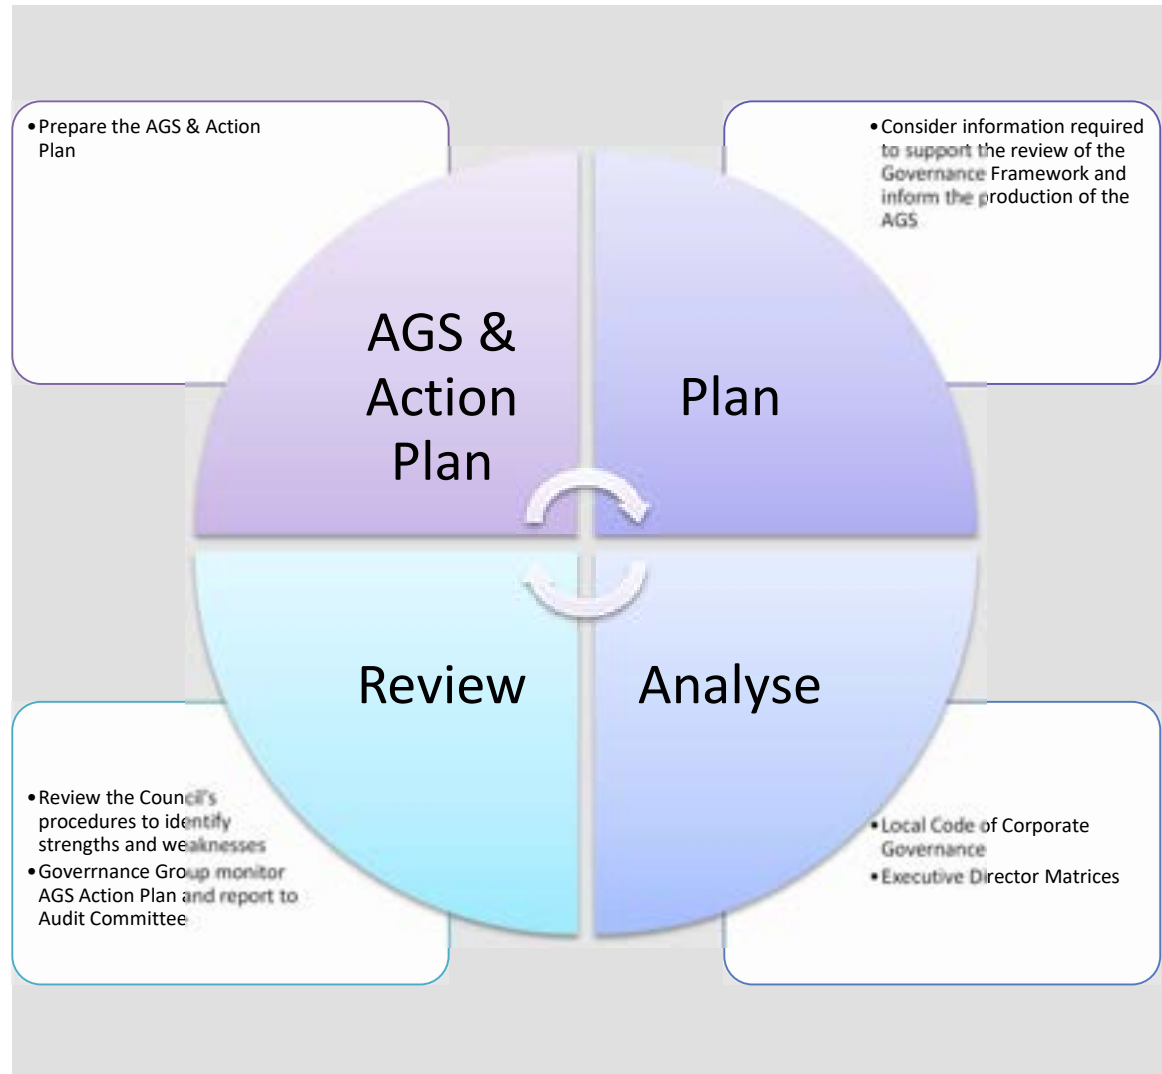 •Prepare the AGS & Action
Plan
•Consider information required
to support the review of the
Governance Framework and
inform the production of the
AGS
AGS &
Action
Plan
Plan
Review
Analyse
•Review the Council's
procedures to identify
strengths and weaknesses
•Goverrnance Group monitor
AGS Action Plan and report to
Audit Committee
•Local Code of Corporate
Governance
•Executive Director Matrices